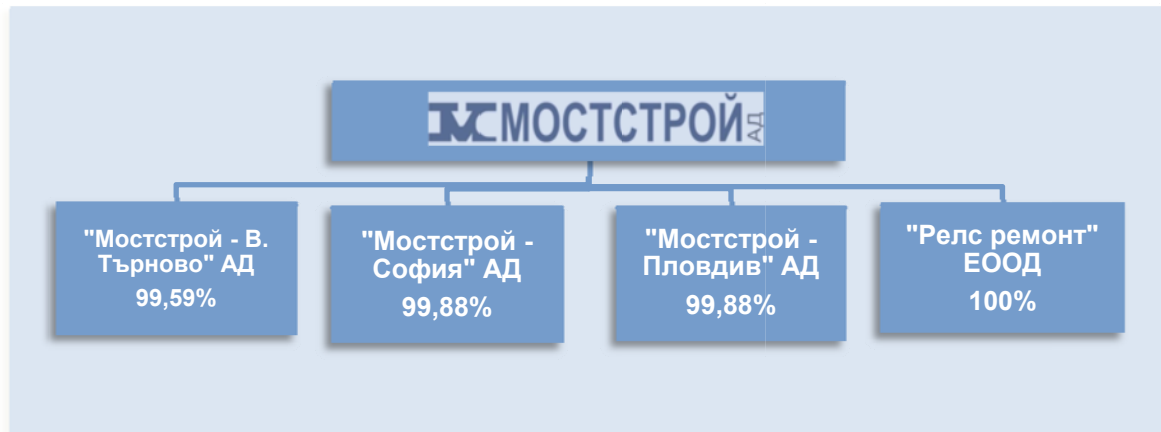 МОСТСТРОЙ АД
"Мостстрой - В.
Търново" АД
99,59%
"Мостстрой -
София" АД
99,88%
"Мостстрой -
Пловдив" АД
99,88%
"Релс ремонт"
ЕООД
100%